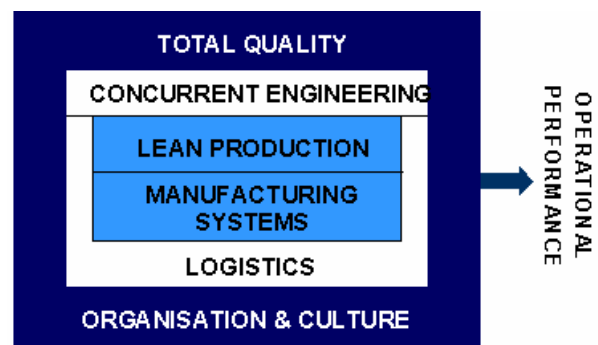 TOTAL QUALITY
CONCURRENT ENGINEERING
LEAN PRODUCTION
MANUFACTURING
SYSTEMS
LOGISTICS
ORGANISATION & CULTURE
OPERATIONAL
PERFORMANCE